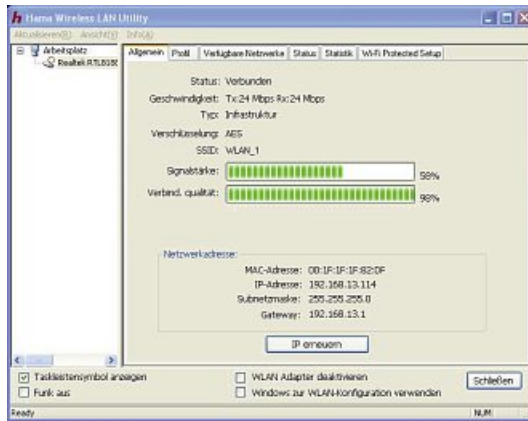 Hama Wireless LAN Utility
Aktualisieren(R) Ansicht(V) Info(A)
Arbeitsplatz
Realtek RTL8188
Allgemein Profil Verfügbare Netzwerke Status Statistik Wi-Fi Protected Setup
Status: Verbunden
Geschwindigkeit: Tx:24 Mbps Rx:24 Mbps
Typ: Infrastruktur
Verschlüsselung: AES
SSID: WLAN_1
Signalstärke: 58%
Verbind. qualität: 98%
Netzwerkadresse:
MAC-Adresse: 00:1F:1F:1F:82:0F
IP-Adresse: 192.168.13.114
Subnetzmaske: 255.255.255.0
Gateway: 192.168.13.1
IP erneuern
Taskleistensymbol anzeigen
WLAN Adapter deaktivieren
Funk aus
Windows zur WLAN-Konfiguration verwenden
Schließen
Ready
NUM